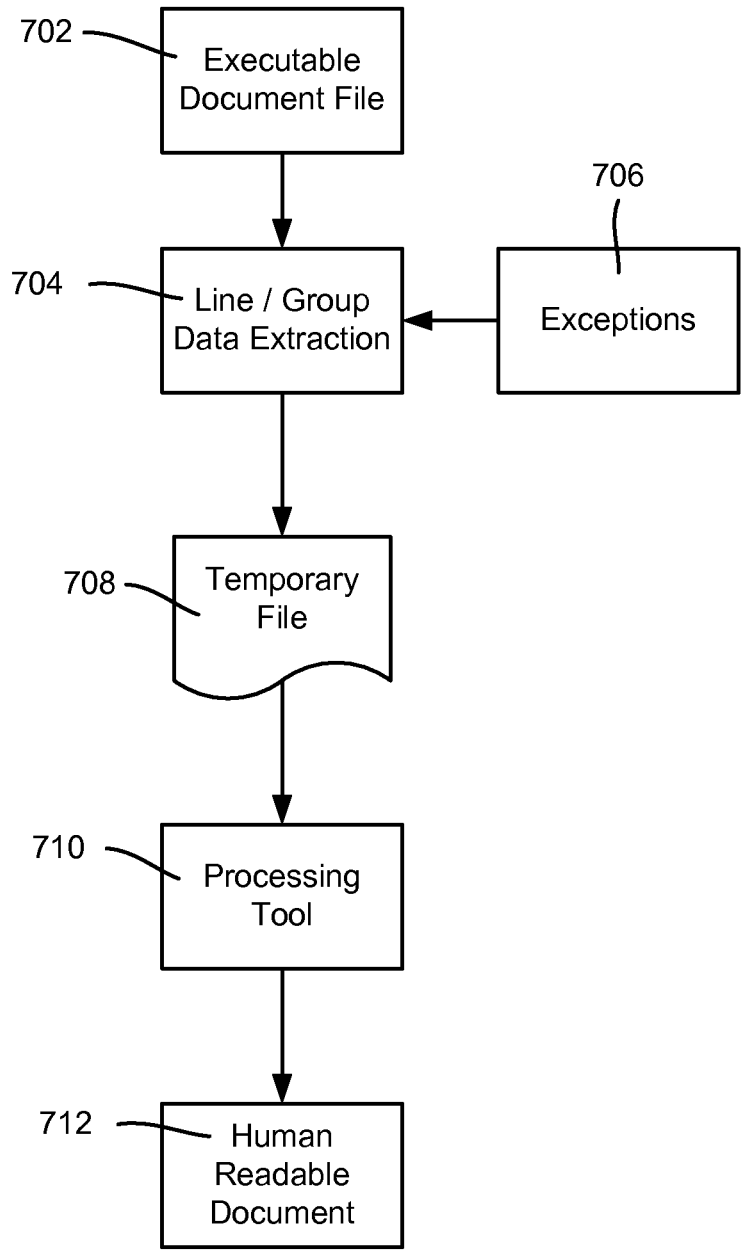 702
Executable
Document File
706
704
Line / Group
Data Extraction
Exceptions
708
Temporary
File
710
Processing
Tool
712
Human
Readable
Document